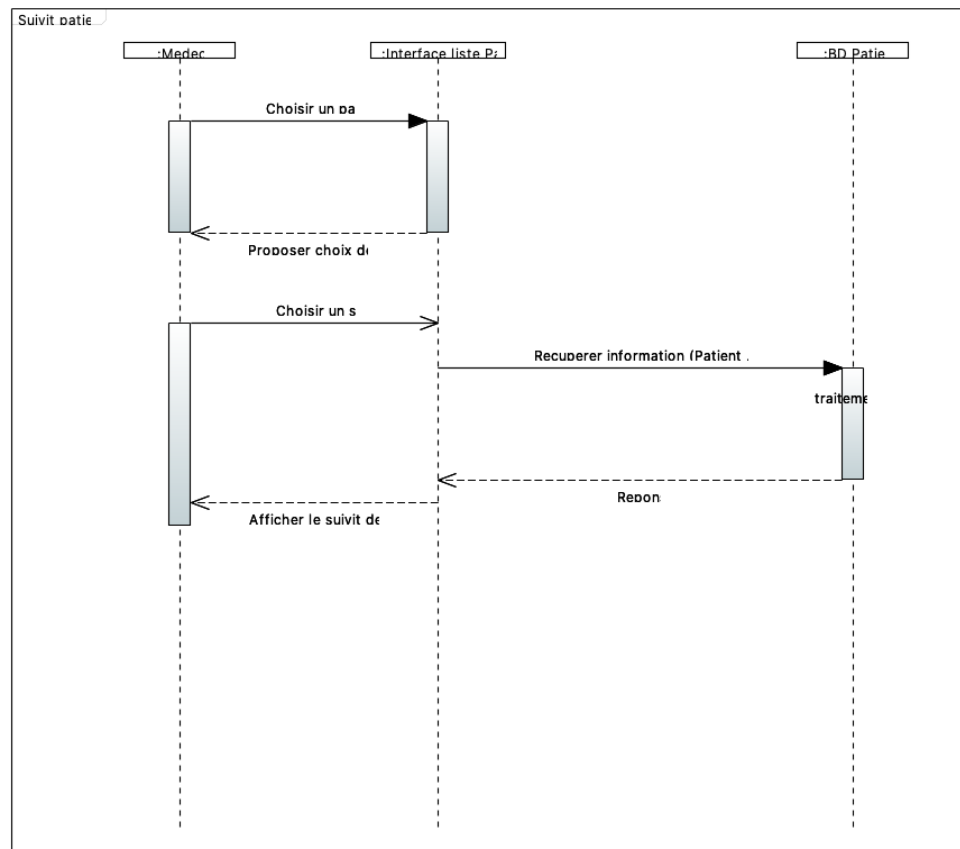 Suivit patie
:Medec
:Interface liste Pa
:BD Patie
Choisir un pa
Proposer choix de
Choisir un s
Recuperer information (Patient .
traiteme
Repons
Afficher le suivit de